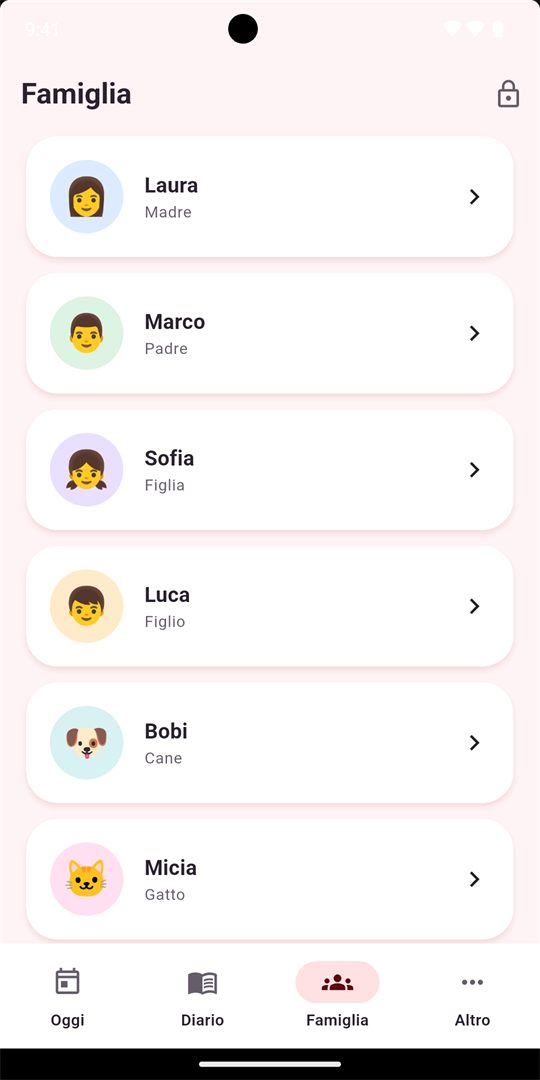 9:41
Famiglia
Laura
Madre
Marco
Padre
Sofia
Figlia
Luca
Figlio
Bobi
Cane
Micia
Gatto
Oggi
Diario
Famiglia
Altro